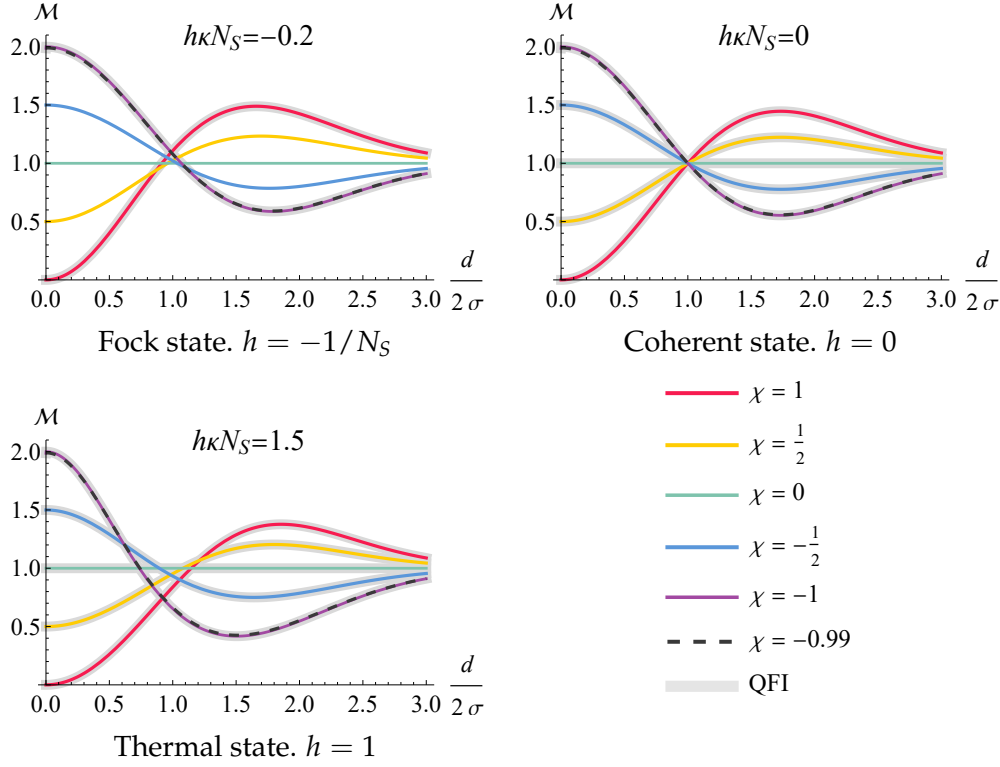 ℳ
hκN_S=−0.2
2.0
1.5
1.0
0.5
0.0 0.5 1.0 1.5 2.0 2.5 3.0
d
2 σ
Fock state. h = −1/N_S
ℳ
hκN_S=0
2.0
1.5
1.0
0.5
0.0 0.5 1.0 1.5 2.0 2.5 3.0
d
2 σ
Coherent state. h = 0
ℳ
hκN_S=1.5
2.0
1.5
1.0
0.5
0.0 0.5 1.0 1.5 2.0 2.5 3.0
d
2 σ
Thermal state. h = 1
χ = 1
χ = 1/2
χ = 0
χ = −1/2
χ = −1
χ = −0.99
QFI